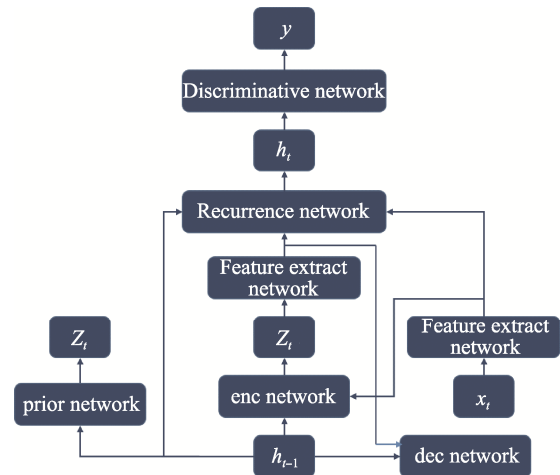 y
Discriminative network
h_t
Recurrence network
Feature extract
network
Z_t
Z_t
Feature extract
network
prior network
enc network
x_t
h_{t-1}
dec network